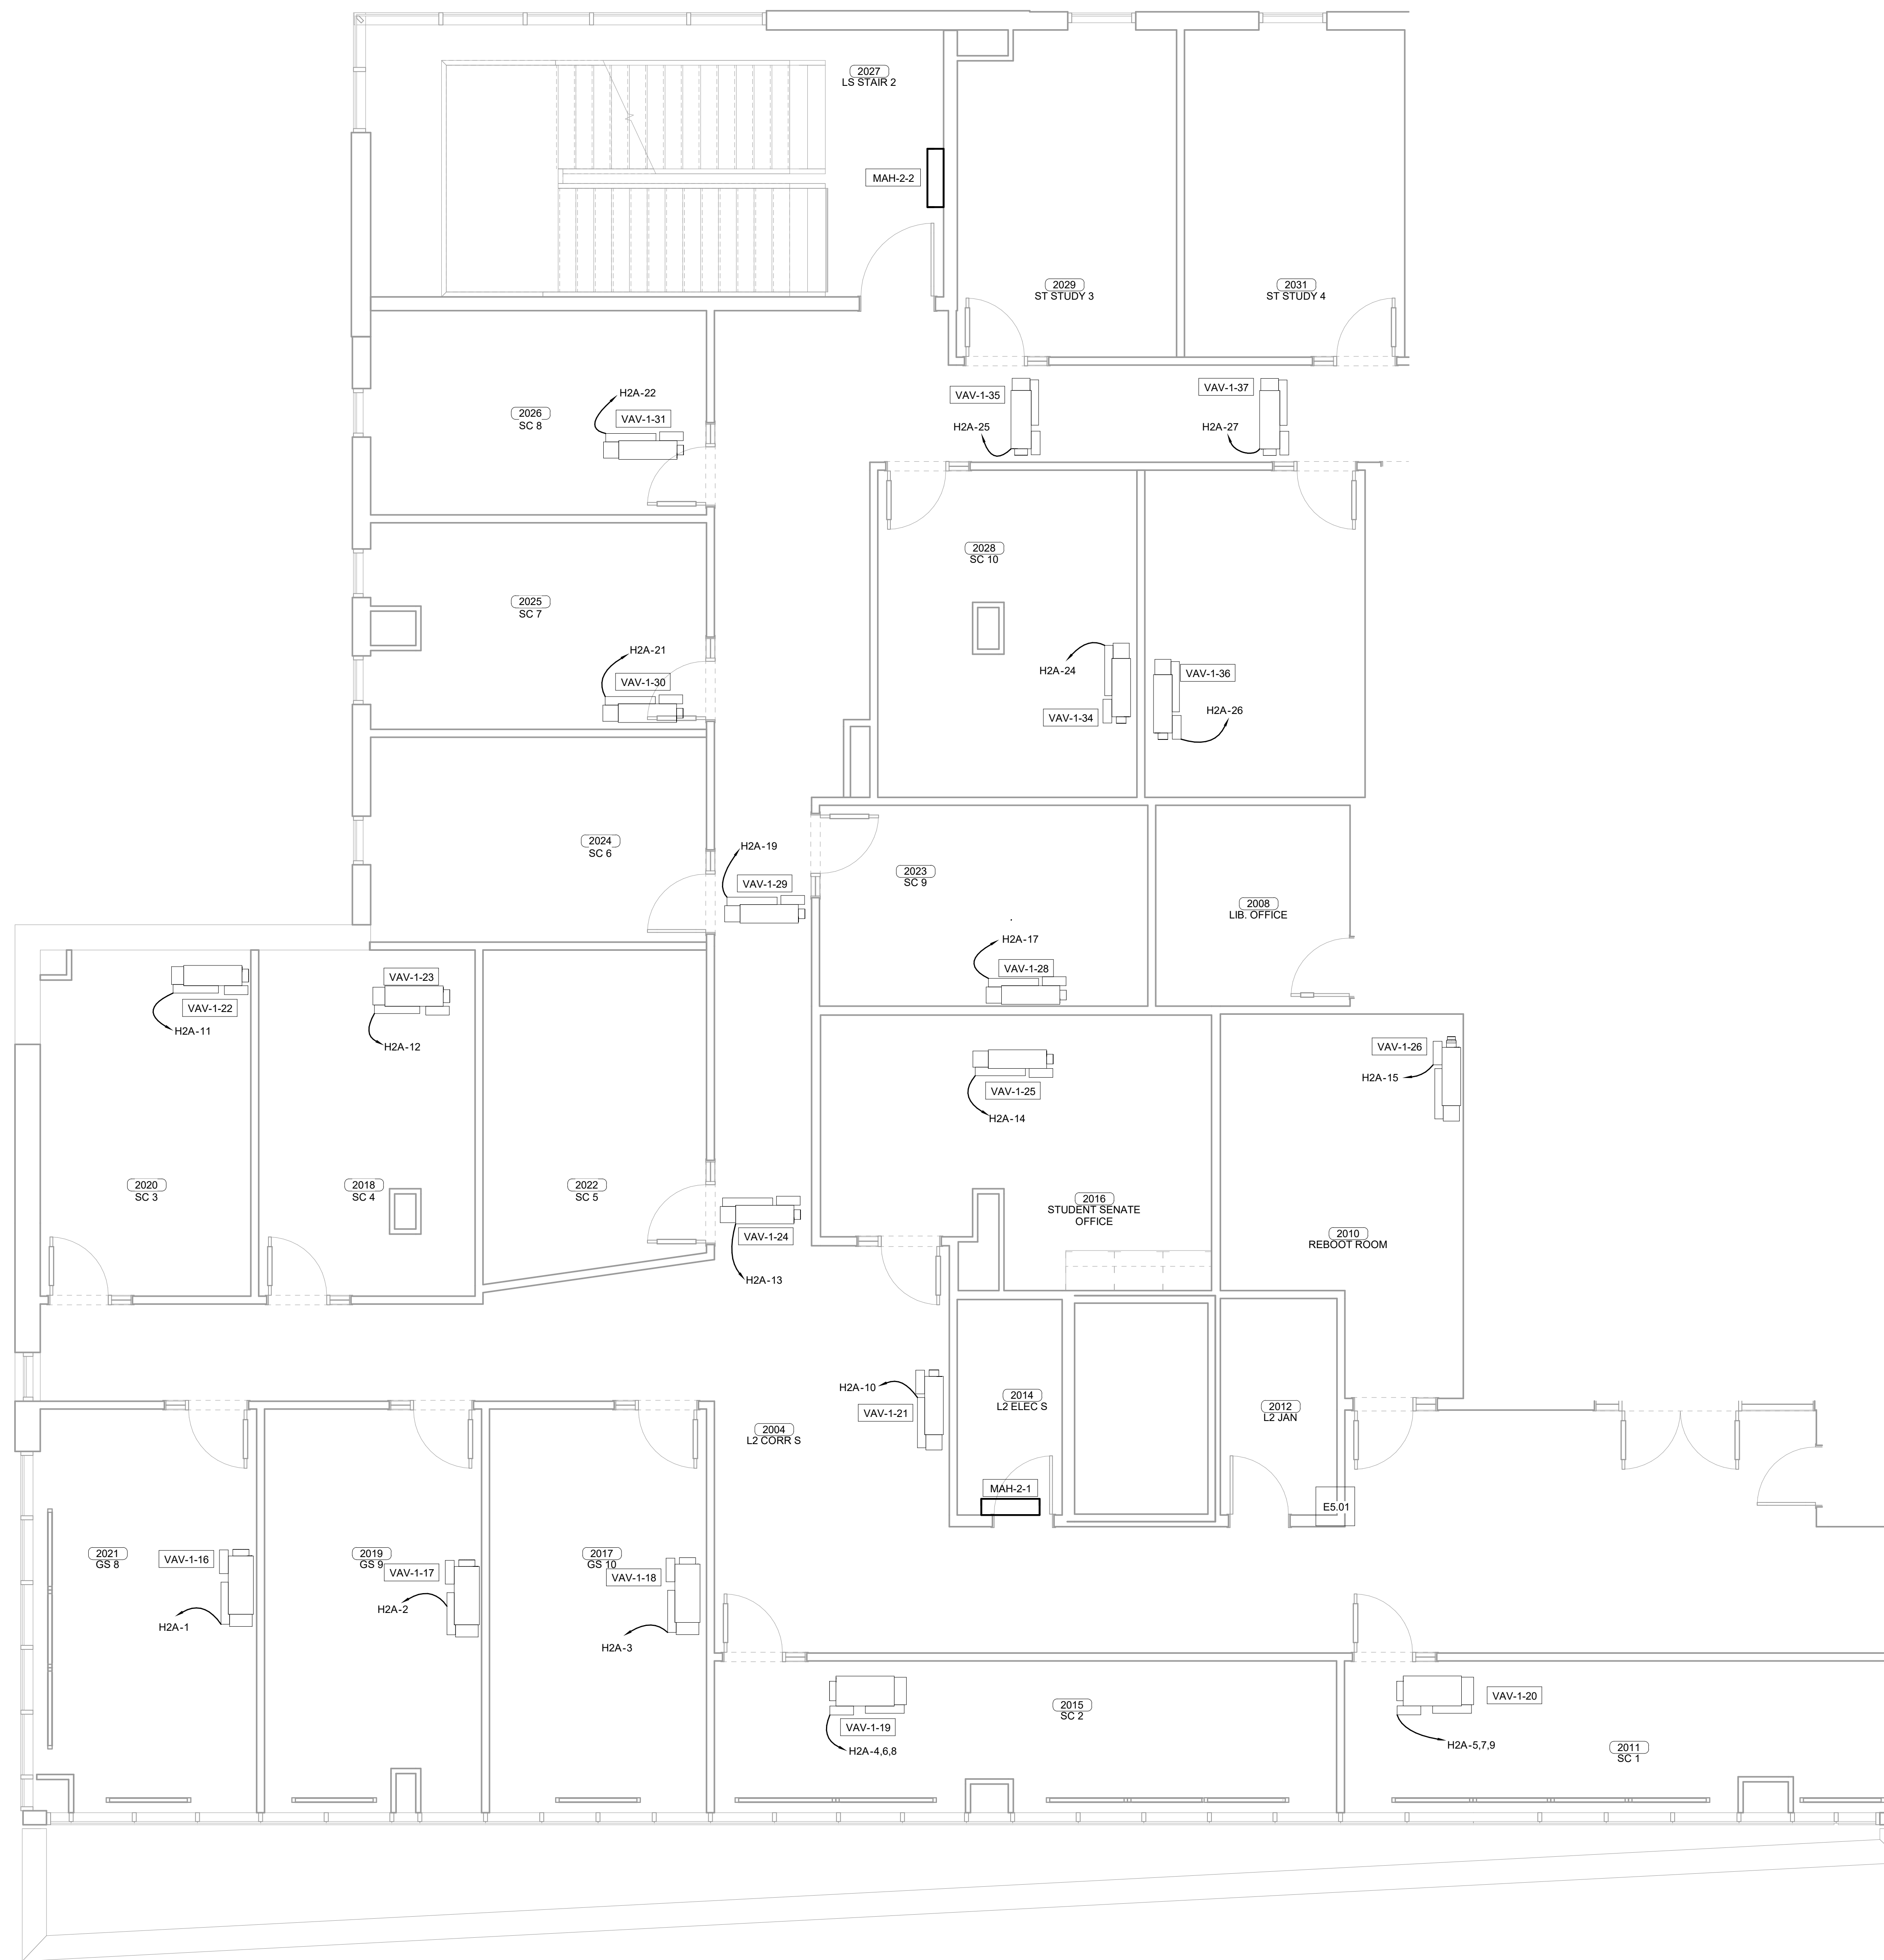 2027
LS STAIR 2
MAH-2-2
2029
ST STUDY 3
2031
ST STUDY 4
H2A-22
VAV-1-31
2026
SC 8
VAV-1-35
H2A-25
VAV-1-37
H2A-27
2028
SC 10
2025
SC 7
H2A-21
VAV-1-30
H2A-24
VAV-1-34
VAV-1-36
H2A-26
2024
SC 6
H2A-19
VAV-1-29
2023
SC 9
2008
LIB. OFFICE
H2A-17
VAV-1-28
VAV-1-22
H2A-11
VAV-1-23
H2A-12
VAV-1-25
H2A-14
VAV-1-26
H2A-15
2020
SC 3
2018
SC 4
2022
SC 5
VAV-1-24
H2A-13
2016
STUDENT SENATE
OFFICE
2010
REBOOT ROOM
H2A-10
VAV-1-21
2004
L2 CORR S
2014
L2 ELEC S
2012
L2 JAN
MAH-2-1
E5.01
2021
GS 8
VAV-1-16
H2A-1
2019
GS 9
VAV-1-17
H2A-2
2017
GS 10
VAV-1-18
H2A-3
VAV-1-19
H2A-4,6,8
2015
SC 2
VAV-1-20
H2A-5,7,9
2011
SC 1